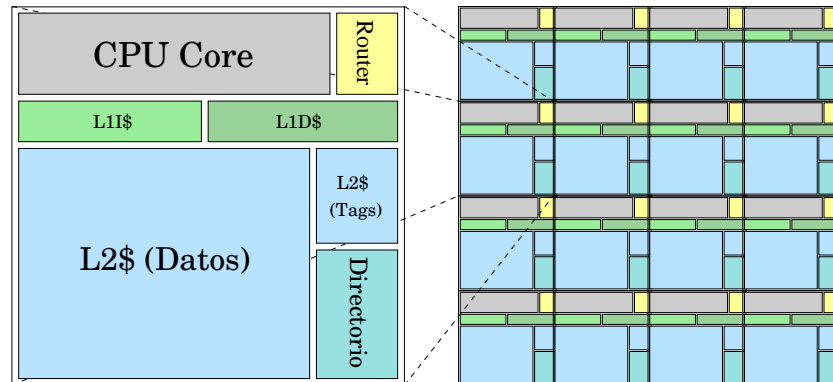 CPU Core
Router
L1I$
L1D$
L2$ (Datos)
L2$
(Tags)
Directorio